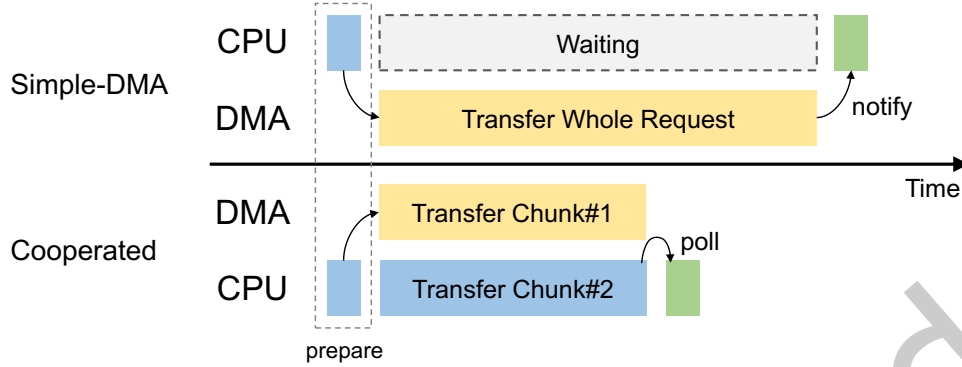 CPU
Waiting
Simple-DMA
DMA
Transfer Whole Request
notify
Time
DMA
Transfer Chunk#1
Cooperated
poll
CPU
Transfer Chunk#2
prepare